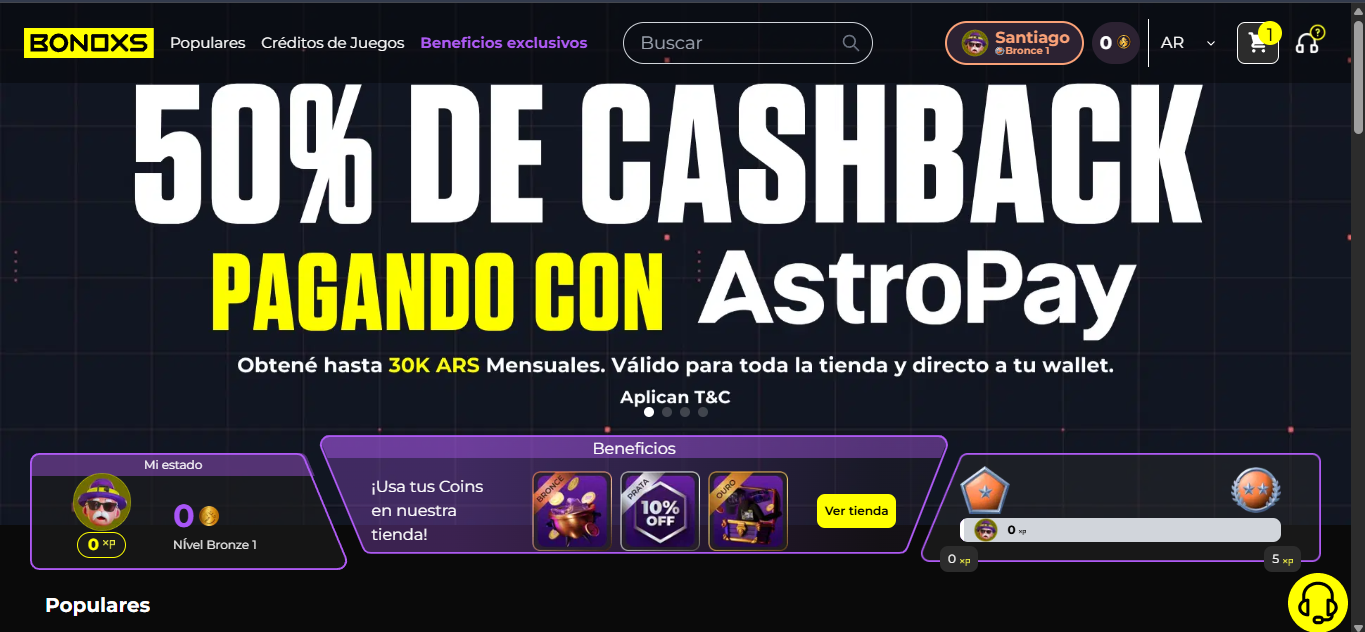 BONOXS
Populares
Créditos de Juegos
Beneficios exclusivos
Buscar
Santiago
Bronce 1
0
AR
1
?
50% DE CASHBACK
PAGANDO CON AstroPay
Obtené hasta 30K ARS Mensuales. Válido para toda la tienda y directo a tu wallet.
Aplican T&C
Mi estado
0
0 XP
Nível Bronze 1
Beneficios
¡Usa tus Coins
en nuestra
tienda!
BRONCE
PRATA
10%
OFF
OURO
Ver tienda
0 XP
0 xp
5 xp
Populares